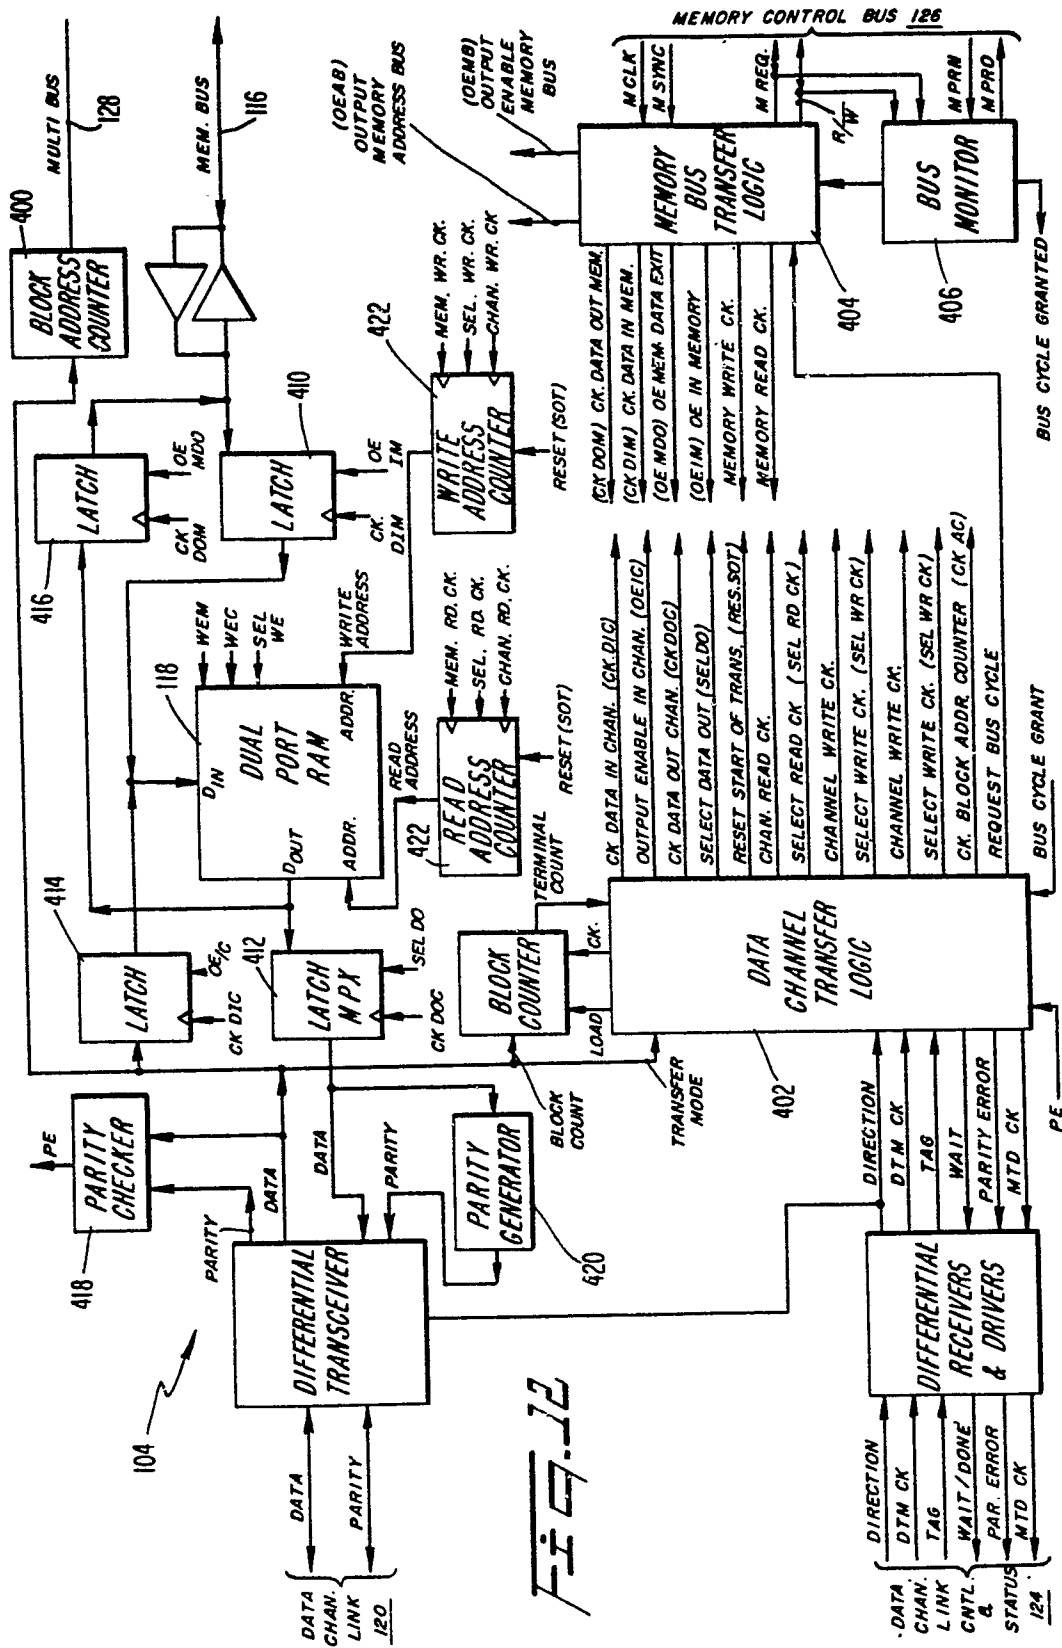 MULTI BUS
128
MEM. BUS
116
400
BLOCK
ADDRESS
COUNTER
(OEAB)
OUTPUT
MEMORY
ADDRESS BUS
(OEMB)
OUTPUT
ENABLE
MEMORY
BUS
MEMORY CONTROL BUS 126
M CLK
M SYNC
M REQ.
R/W
M PRN
M PRO
416
LATCH
CK
DOM
OE
MDO
410
LATCH
CK.
DIM
OE
IM
422
WRITE
ADDRESS
COUNTER
MEM. WR. CK.
SEL. WR. CK.
CHAN. WR. CK
RESET (SOT)
MEMORY
BUS
TRANSFER
LOGIC
404
BUS
MONITOR
406
BUS CYCLE GRANTED
(CK DOM) CK. DATA OUT MEM.
(CK DIM) CK. DATA IN MEM.
(OE MDO) OE MEM. DATA EXIT
(OEIM) OE IN MEMORY
MEMORY WRITE CK.
MEMORY READ CK.
118
DUAL
PORT
RAM
DIN
DOUT
ADDR.
ADDR.
WEM
WEC
SEL
WE
WRITE
ADDRESS
READ
ADDRESS
422
READ
ADDRESS
COUNTER
MEM. RD. CK.
SEL. RD. CK.
CHAN. RD. CK.
RESET (SOT)
414
LATCH
CK DIC
OE/C
412
LATCH
MPX
CK DOC
SEL DO
BLOCK
COUNTER
TERMINAL
COUNT
LOAD
CK.
BLOCK
COUNT
TRANSFER
MODE
DATA
CHANNEL
TRANSFER
LOGIC
402
CK DATA IN CHAN. (CK.DIC)
OUTPUT ENABLE IN CHAN. (OEIC)
CK DATA OUT CHAN. (CKDOC)
SELECT DATA OUT (SELDO)
RESET START OF TRANS. (RES.SOT)
CHAN. READ CK.
SELECT READ CK (SEL RD CK)
CHANNEL WRITE CK.
SELECT WRITE CK. (SEL WR CK)
CHANNEL WRITE CK.
SELECT WRITE CK. (SEL WR CK)
CK. BLOCK ADDR. COUNTER (CK AC)
REQUEST BUS CYCLE
BUS CYCLE GRANT
PE
418
PARITY
CHECKER
PE
PARITY
DATA
DATA
PARITY
PARITY
GENERATOR
420
104
DIFFERENTIAL
TRANSCEIVER
DATA
PARITY
DATA
CHAN.
LINK
120
Fig. 12
DIRECTION
DTM CK
TAG
WAIT
PARITY ERROR
MTD CK
DIFFERENTIAL
RECEIVERS
& DRIVERS
DIRECTION
DTM CK
TAG
WAIT/DONE
PAR. ERROR
MTD CK
DATA
CHAN.
LINK
CNTL.
&
STATUS
124